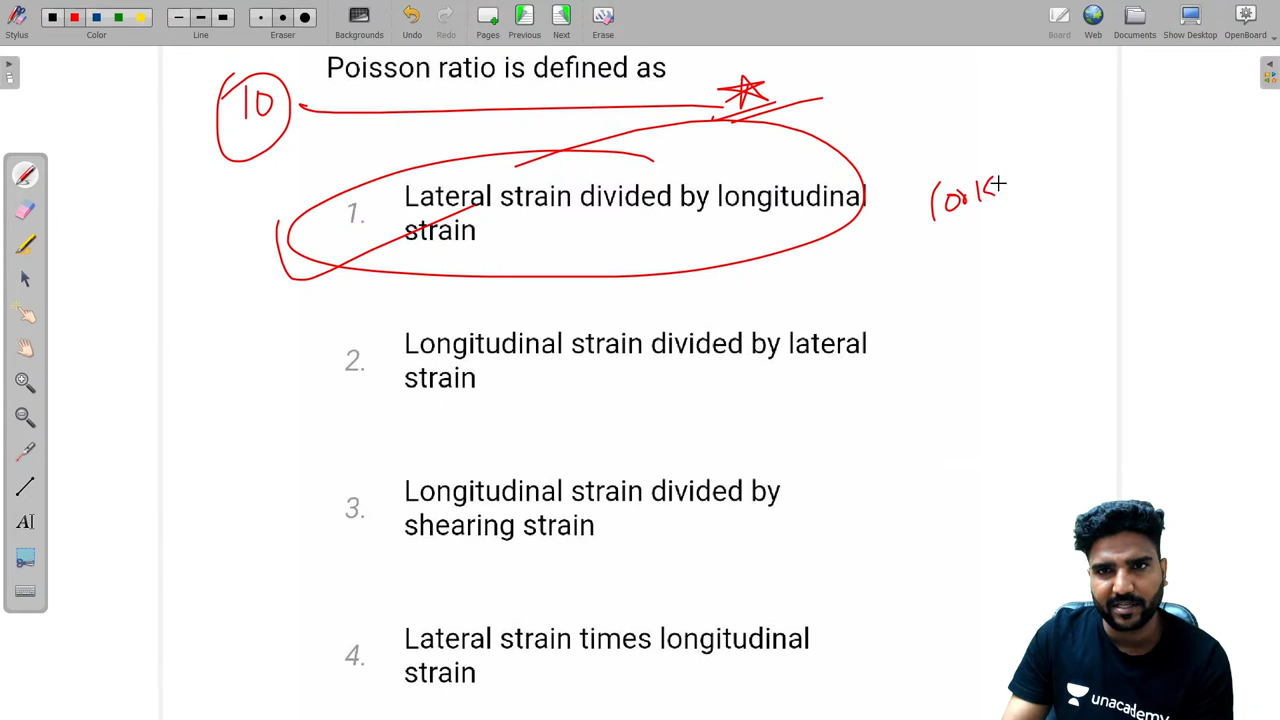 Stylus
Color
Line
Eraser
Backgrounds
Undo
Redo
Pages
Previous
Next
Erase
Board
Web
Documents
Show Desktop
OpenBoard
Poisson ratio is defined as
10
1. Lateral strain divided by longitudinal
strain
2. Longitudinal strain divided by lateral
strain
3. Longitudinal strain divided by
shearing strain
4. Lateral strain times longitudinal
strain
unacademy